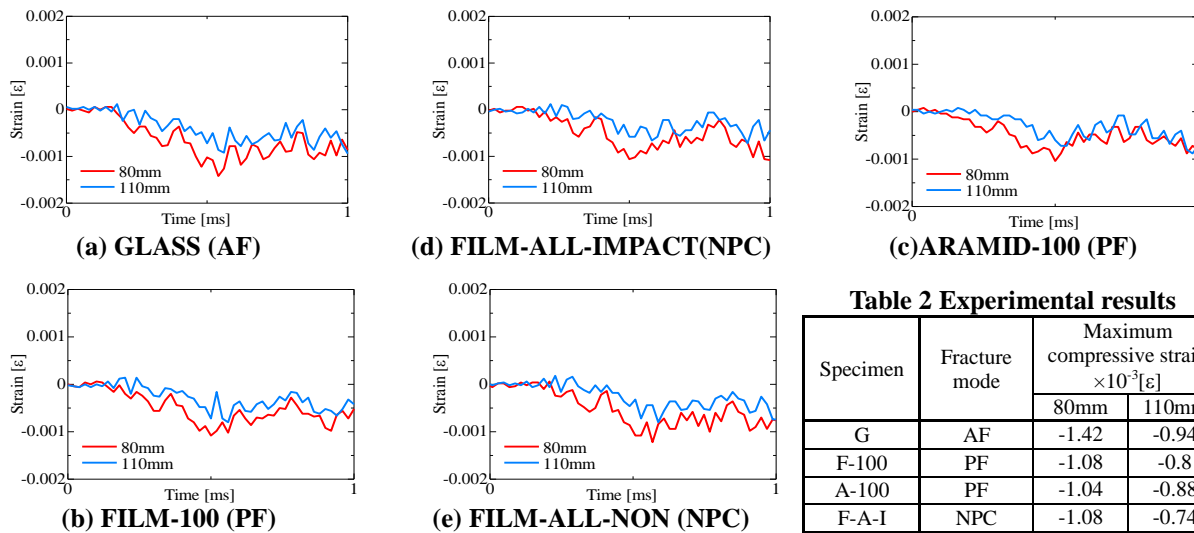 0.002
0.001
0
-0.001
-0.002
Strain [ε]
80mm
110mm
0
Time [ms]
1
(a) GLASS (AF)
0.002
0.001
0
-0.001
-0.002
Strain [ε]
80mm
110mm
0
Time [ms]
1
(d) FILM-ALL-IMPACT(NPC)
0.002
0.001
0
-0.001
-0.002
Strain [ε]
80mm
110mm
0
Time [ms]
1
(c)ARAMID-100 (PF)
0.002
0.001
0
-0.001
-0.002
Strain [ε]
80mm
110mm
0
Time [ms]
1
(b) FILM-100 (PF)
0.002
0.001
0
-0.001
-0.002
Strain [ε]
80mm
110mm
0
Time [ms]
1
(e) FILM-ALL-NON (NPC)
Table 2 Experimental results
Specimen
Fracture
mode
Maximum
compressive strain
×10-3[ε]
80mm 110mm
G AF -1.42 -0.94
F-100 PF -1.08 -0.8
A-100 PF -1.04 -0.88
F-A-I NPC -1.08 -0.74